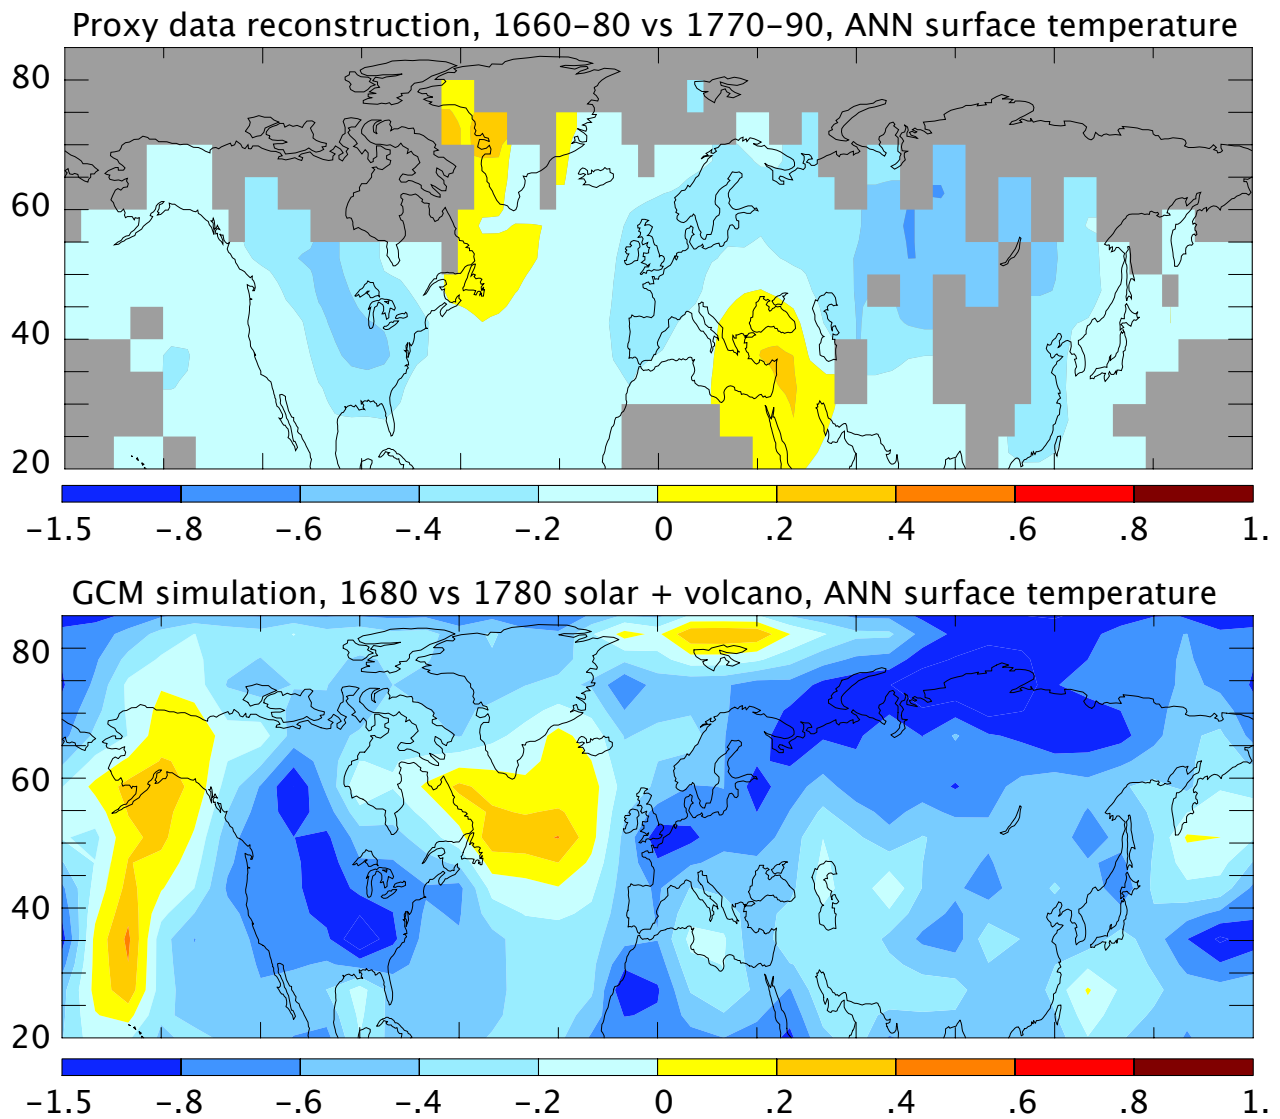 Proxy data reconstruction, 1660–80 vs 1770–90, ANN surface temperature
80
60
40
20
−1.5 −.8 −.6 −.4 −.2 0 .2 .4 .6 .8 1.
GCM simulation, 1680 vs 1780 solar + volcano, ANN surface temperature
80
60
40
20
−1.5 −.8 −.6 −.4 −.2 0 .2 .4 .6 .8 1.